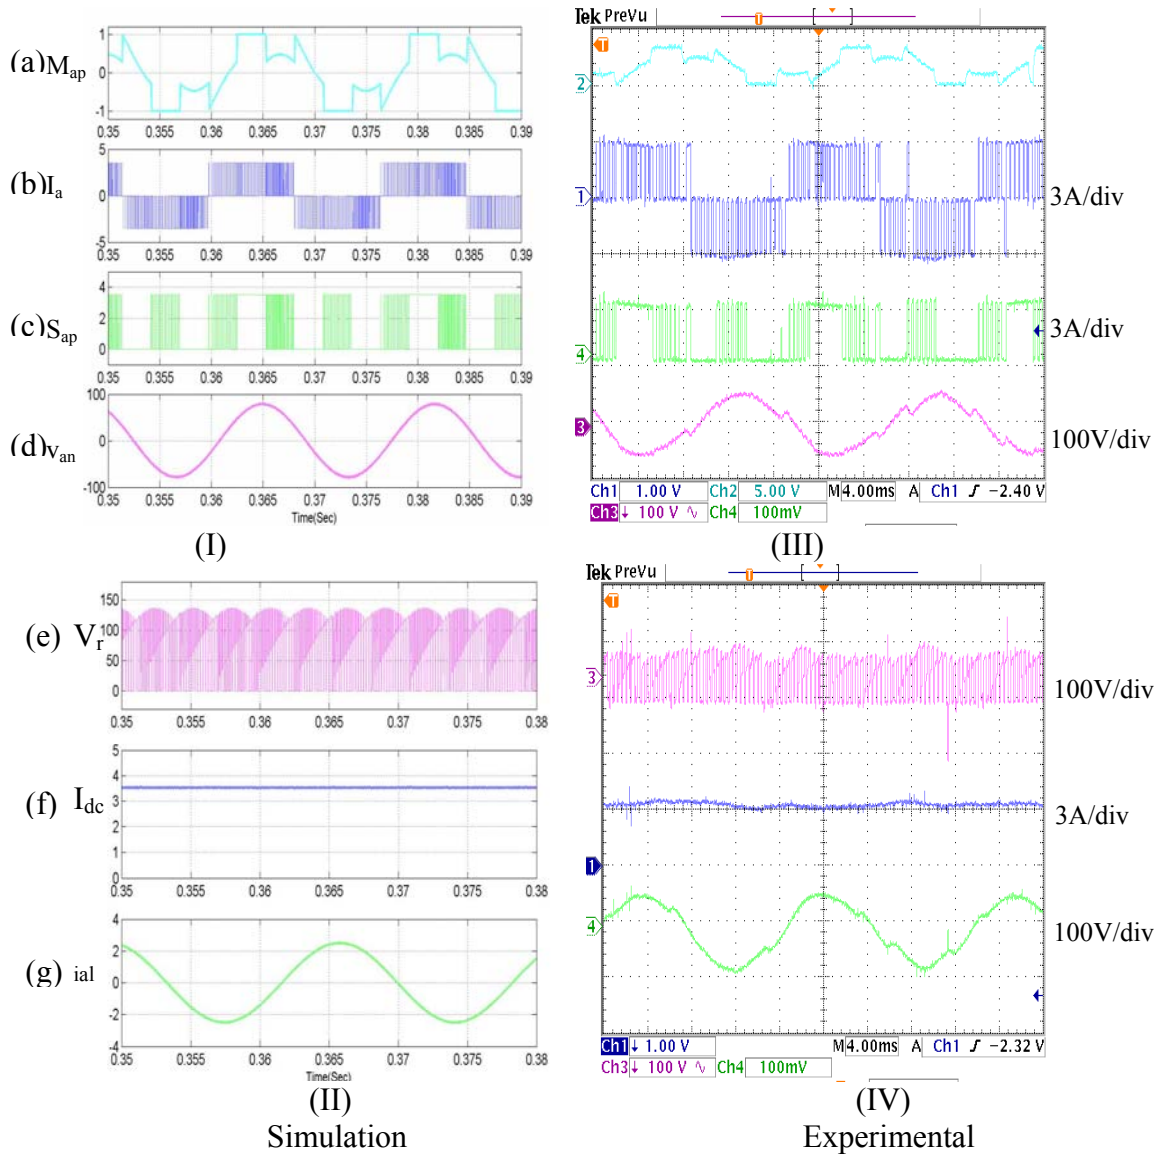 (a)Map
1
0
-1
0.35 0.355 0.36 0.365 0.37 0.375 0.38 0.385 0.39
(b)Ia
5
0
-5
0.35 0.355 0.36 0.365 0.37 0.375 0.38 0.385 0.39
(c)Sap
4
2
0
0.35 0.355 0.36 0.365 0.37 0.375 0.38 0.385 0.39
(d)van
100
0
-100
0.35 0.355 0.36 0.365 0.37 0.375 0.38 0.385 0.39
Time(Sec)
(I)
Tek PreVu
T
T
2
1
3A/div
4
3A/div
3
100V/div
Ch1 1.00 V Ch2 5.00 V M 4.00ms A Ch1 ƒ -2.40 V
Ch3 ↓ 100 V ∿ Ch4 100mV
(III)
(e) Vr
150
100
50
0
0.35 0.355 0.36 0.365 0.37 0.375 0.38
(f) Idc
5
4
3
2
1
0
0.35 0.355 0.36 0.365 0.37 0.375 0.38
(g) ial
4
2
0
-2
-4
0.35 0.355 0.36 0.365 0.37 0.375 0.38
Time(Sec)
(II)
Simulation
Tek PreVu
T
T
3
100V/div
3A/div
1
4
100V/div
Ch1 ↓ 1.00 V M 4.00ms A Ch1 ƒ -2.32 V
Ch3 ↓ 100 V ∿ Ch4 100mV
(IV)
Experimental